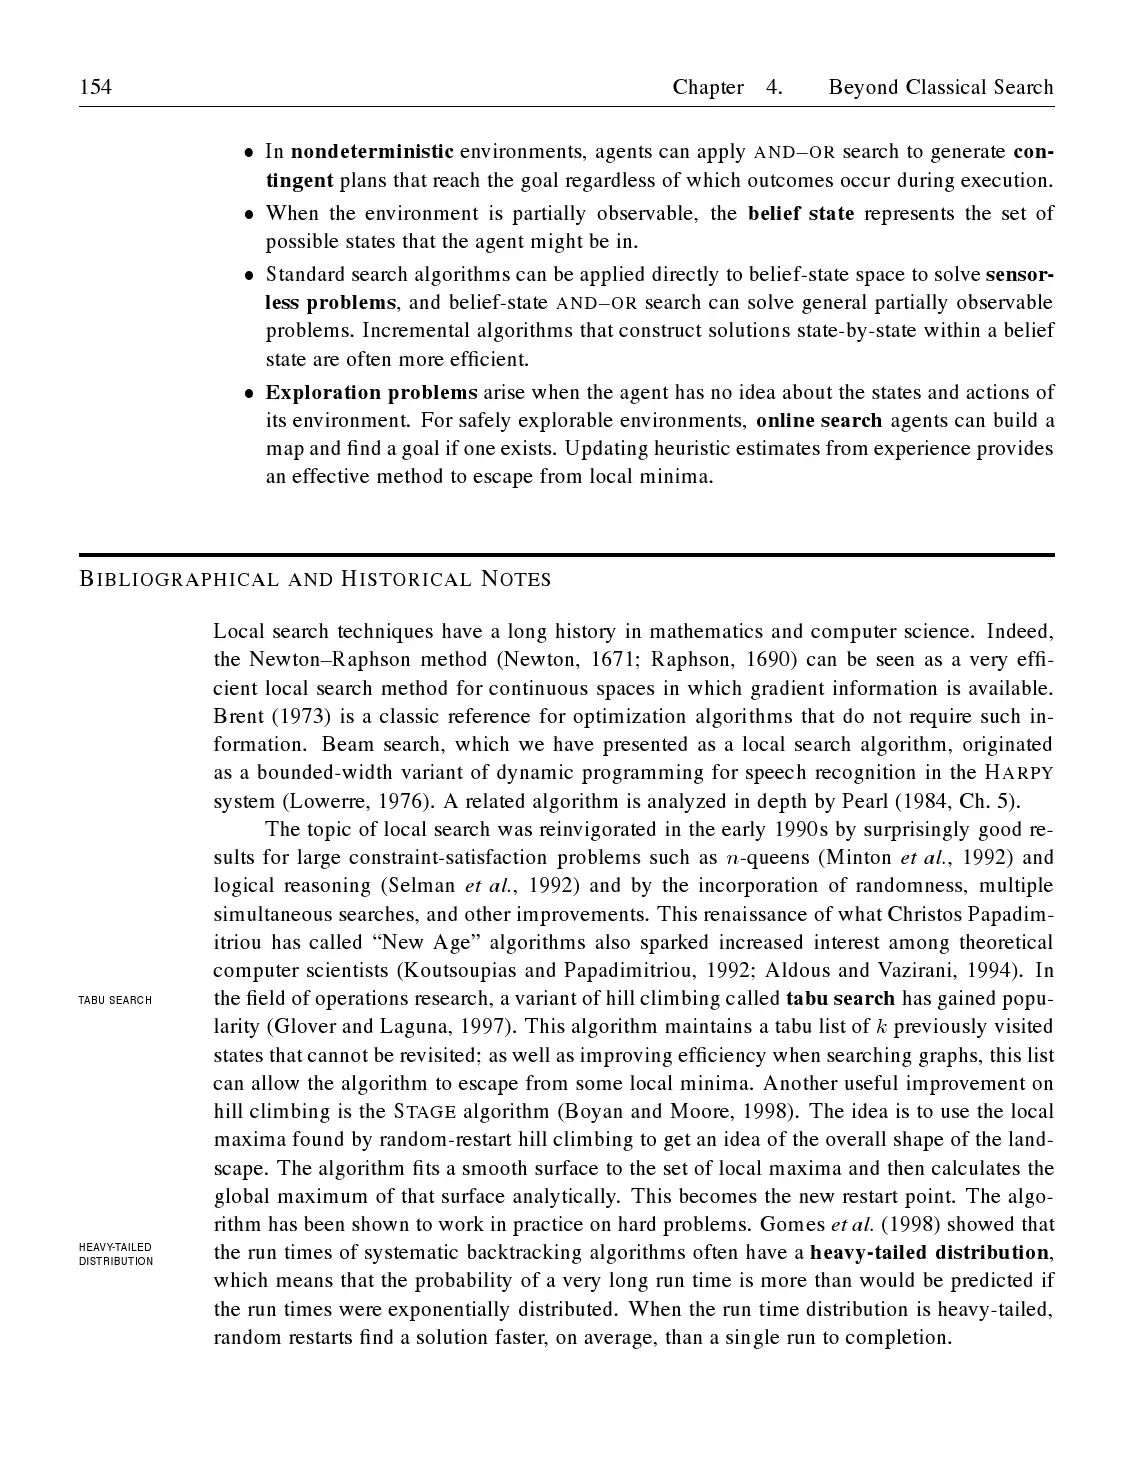 154 Chapter 4. Beyond Classical Search
• In nondeterministic environments, agents can apply AND–OR search to generate con-
tingent plans that reach the goal regardless of which outcomes occur during execution.
• When the environment is partially observable, the belief state represents the set of
possible states that the agent might be in.
• Standard search algorithms can be applied directly to belief-state space to solve sensor-
less problems, and belief-state AND–OR search can solve general partially observable
problems. Incremental algorithms that construct solutions state-by-state within a belief
state are often more efficient.
• Exploration problems arise when the agent has no idea about the states and actions of
its environment. For safely explorable environments, online search agents can build a
map and find a goal if one exists. Updating heuristic estimates from experience provides
an effective method to escape from local minima.
BIBLIOGRAPHICAL AND HISTORICAL NOTES
Local search techniques have a long history in mathematics and computer science. Indeed,
the Newton–Raphson method (Newton, 1671; Raphson, 1690) can be seen as a very effi-
cient local search method for continuous spaces in which gradient information is available.
Brent (1973) is a classic reference for optimization algorithms that do not require such in-
formation. Beam search, which we have presented as a local search algorithm, originated
as a bounded-width variant of dynamic programming for speech recognition in the HARPY
system (Lowerre, 1976). A related algorithm is analyzed in depth by Pearl (1984, Ch. 5).
The topic of local search was reinvigorated in the early 1990s by surprisingly good re-
sults for large constraint-satisfaction problems such as n-queens (Minton et al., 1992) and
logical reasoning (Selman et al., 1992) and by the incorporation of randomness, multiple
simultaneous searches, and other improvements. This renaissance of what Christos Papadim-
itriou has called “New Age” algorithms also sparked increased interest among theoretical
computer scientists (Koutsoupias and Papadimitriou, 1992; Aldous and Vazirani, 1994). In
TABU SEARCH
the field of operations research, a variant of hill climbing called tabu search has gained popu-
larity (Glover and Laguna, 1997). This algorithm maintains a tabu list of k previously visited
states that cannot be revisited; as well as improving efficiency when searching graphs, this list
can allow the algorithm to escape from some local minima. Another useful improvement on
hill climbing is the STAGE algorithm (Boyan and Moore, 1998). The idea is to use the local
maxima found by random-restart hill climbing to get an idea of the overall shape of the land-
scape. The algorithm fits a smooth surface to the set of local maxima and then calculates the
global maximum of that surface analytically. This becomes the new restart point. The algo-
rithm has been shown to work in practice on hard problems. Gomes et al. (1998) showed that
HEAVY-TAILED
DISTRIBUTION
the run times of systematic backtracking algorithms often have a heavy-tailed distribution,
which means that the probability of a very long run time is more than would be predicted if
the run times were exponentially distributed. When the run time distribution is heavy-tailed,
random restarts find a solution faster, on average, than a single run to completion.